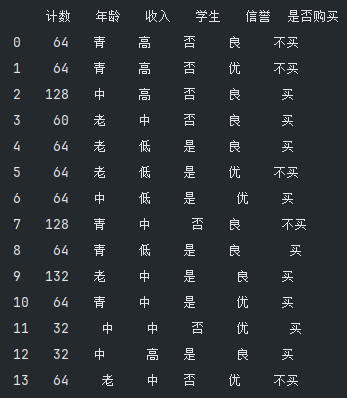 计数 年龄 收入 学生 信誉 是否购买
0 64 青 高 否 良 不买
1 64 青 高 否 优 不买
2 128 中 高 否 良 买
3 60 老 中 否 良 买
4 64 老 低 是 良 买
5 64 老 低 是 优 不买
6 64 中 低 是 优 买
7 128 青 中 否 良 不买
8 64 青 低 是 良 买
9 132 老 中 是 良 买
10 64 青 中 是 优 买
11 32 中 中 否 优 买
12 32 中 高 是 良 买
13 64 老 中 否 优 不买